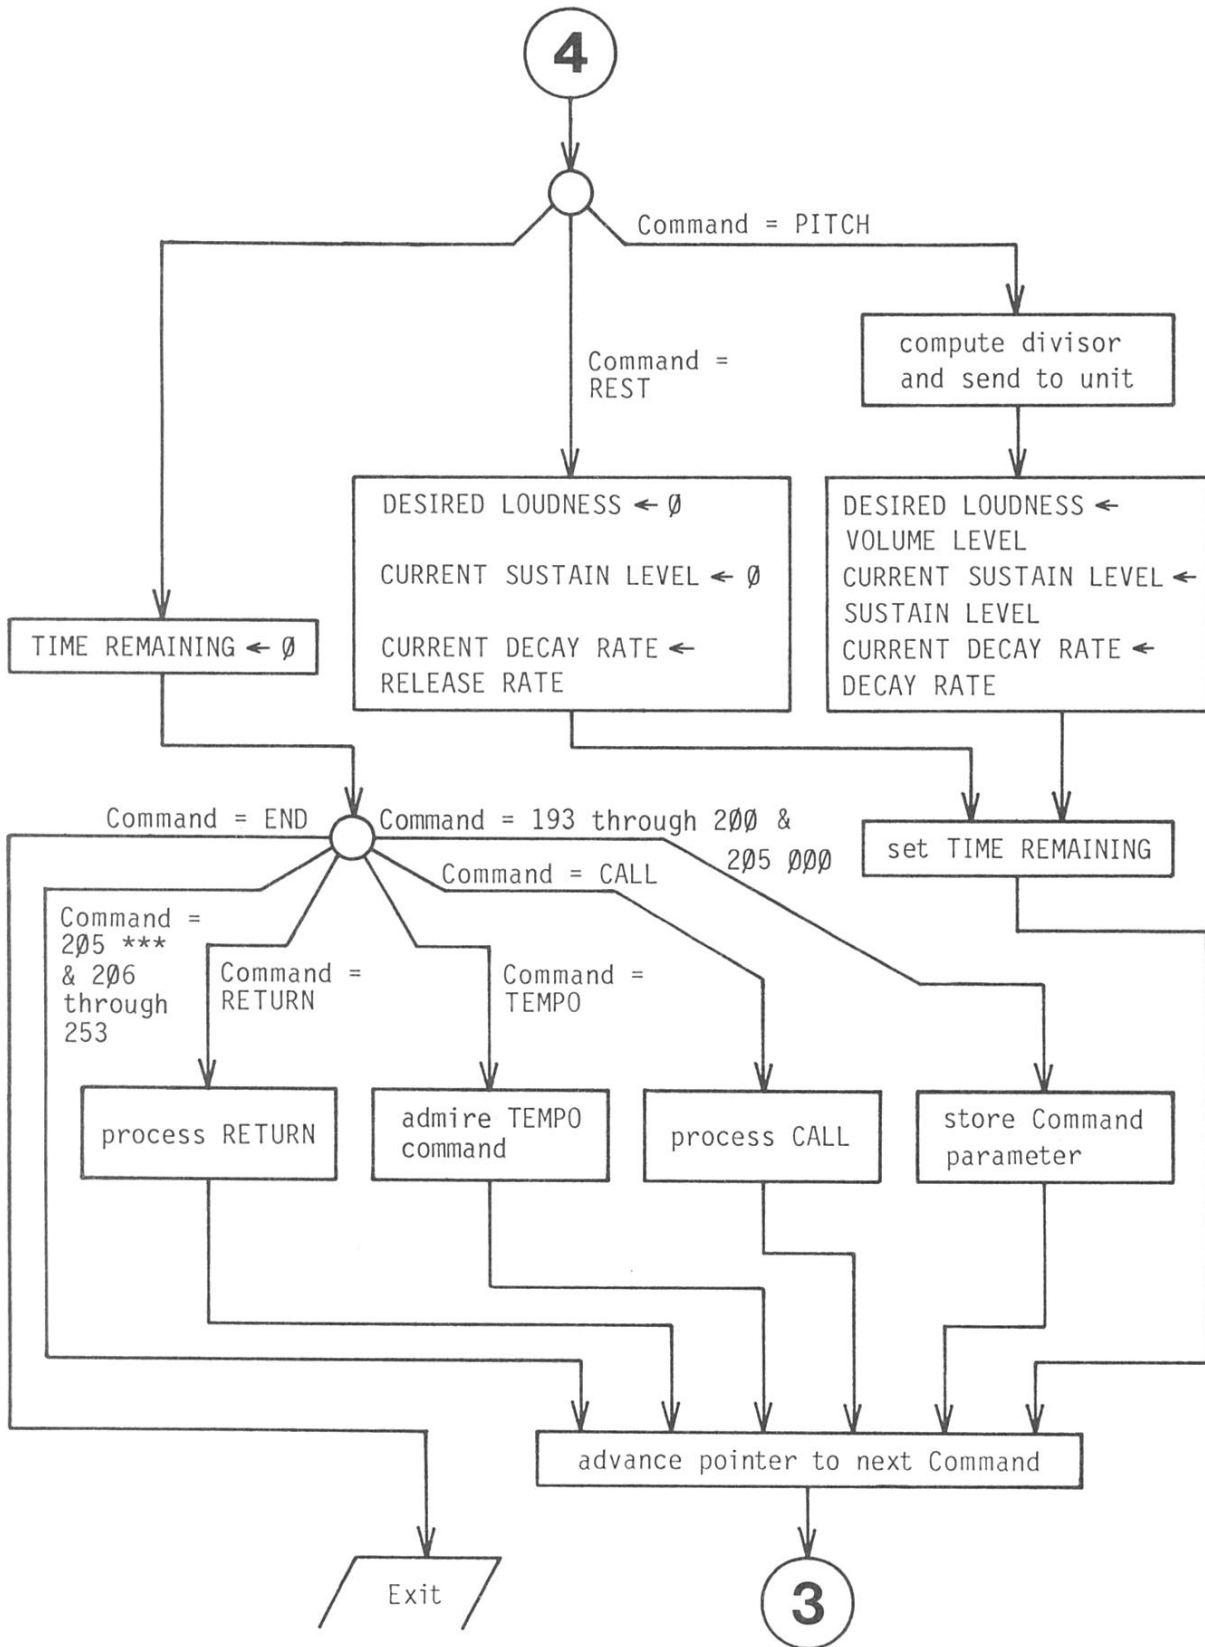 4
Command = PITCH
compute divisor
and send to unit
Command =
REST
DESIRED LOUDNESS ← Ø
CURRENT SUSTAIN LEVEL ← Ø
CURRENT DECAY RATE ←
RELEASE RATE
DESIRED LOUDNESS ←
VOLUME LEVEL
CURRENT SUSTAIN LEVEL ←
SUSTAIN LEVEL
CURRENT DECAY RATE ←
DECAY RATE
TIME REMAINING ← Ø
Command = END
Command = 193 through 2ØØ &
2Ø5 ØØØ
set TIME REMAINING
Command = CALL
Command =
2Ø5 ***
& 2Ø6
through
253
Command =
RETURN
Command =
TEMPO
process RETURN
admire TEMPO
command
process CALL
store Command
parameter
advance pointer to next Command
Exit
3